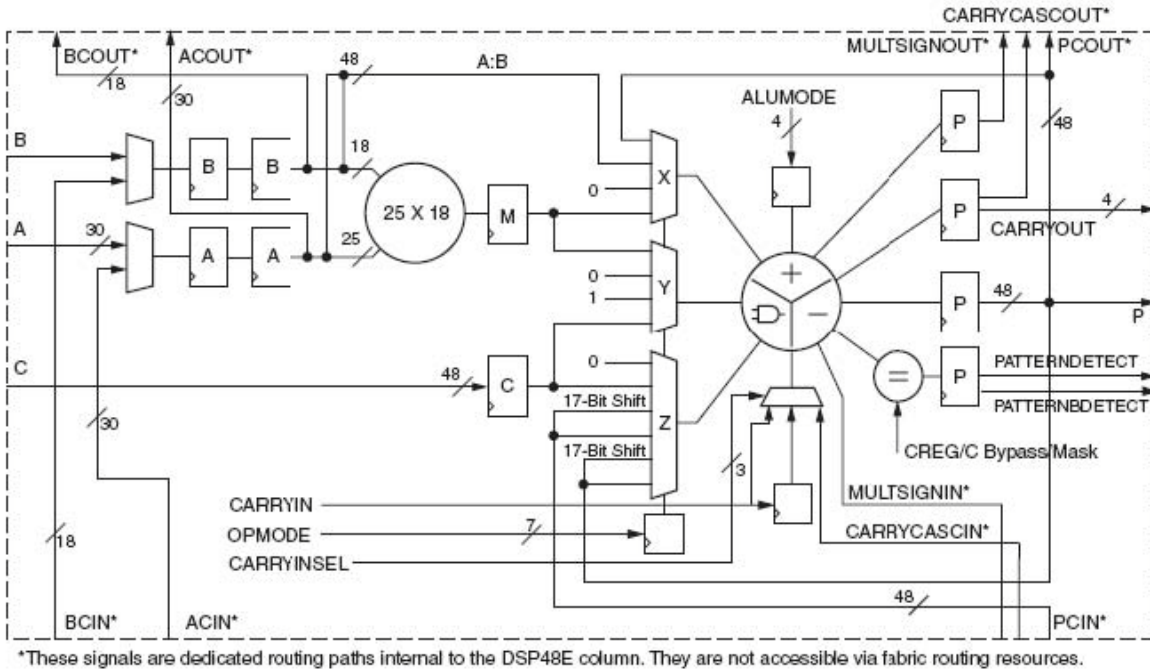 CARRYCASCOUT*
BCOUT* ACOUT* MULTSIGNOUT* PCOUT*
18
48
A:B
30
ALUMODE
4
P
48
B
B
B
18
X
0
25 X 18
M
P
4
CARRYOUT
A
30
A
A
25
0
Y
1
+
−
P
48
P
C
48
C
0
17-Bit Shift
Z
17-Bit Shift
=
P
PATTERNDETECT
PATTERNBDETECT
30
3
CREG/C Bypass/Mask
CARRYIN
MULTSIGNIN*
OPMODE
7
CARRYCASCIN*
CARRYINSEL
18
48
BCIN* ACIN* PCIN*
*These signals are dedicated routing paths internal to the DSP48E column. They are not accessible via fabric routing resources.